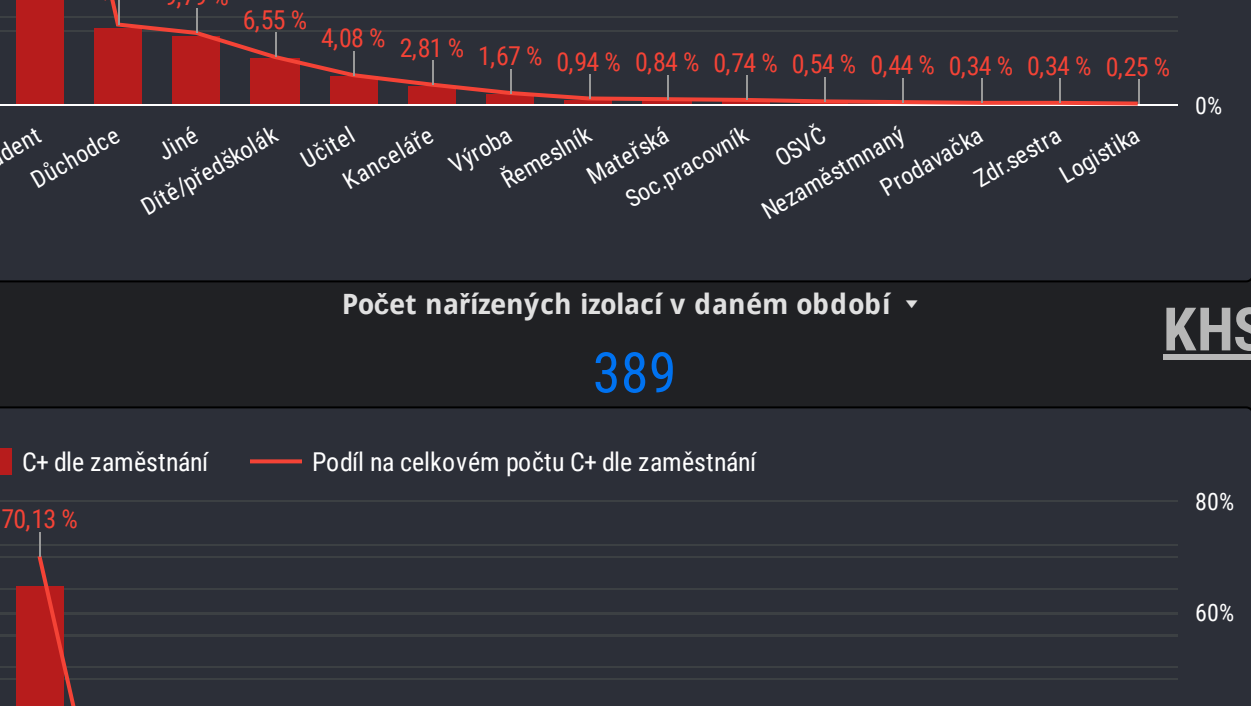 6,55 %
4,08 %
2,81 %
1,67 %
0,94 %
0,84 %
0,74 %
0,54 %
0,44 %
0,34 %
0,34 %
0,25 %
0%
Důchodce
Jiné
Dítě/předškolák
Učitel
Kanceláře
Výroba
Řemeslník
Mateřská
Soc.pracovník
OSVČ
Nezaměstmnaný
Prodavačka
Zdr.sestra
Logistika
Počet nařízených izolací v daném období
KHS
389
C+ dle zaměstnání
Podíl na celkovém počtu C+ dle zaměstnání
80%
70,13 %
60%